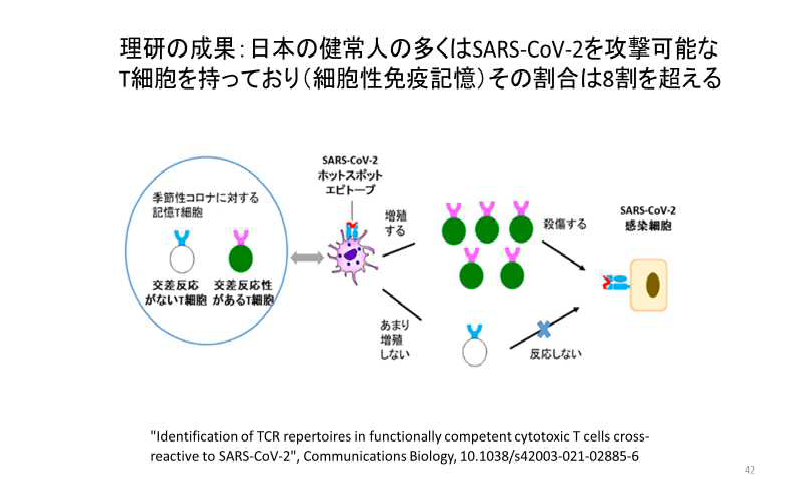 理研の成果：日本の健常人の多くはSARS-CoV-2を攻撃可能な
T細胞を持っており（細胞性免疫記憶）その割合は8割を超える
季節性コロナに対する
記憶T細胞
交差反応
がないT細胞
交差反応性
があるT細胞
SARS-CoV-2
ホットスポット
エピトープ
増殖
する
あまり
増殖
しない
殺傷する
反応しない
SARS-CoV-2
感染細胞
"Identification of TCR repertoires in functionally competent cytotoxic T cells cross-
reactive to SARS-CoV-2", Communications Biology, 10.1038/s42003-021-02885-6
42